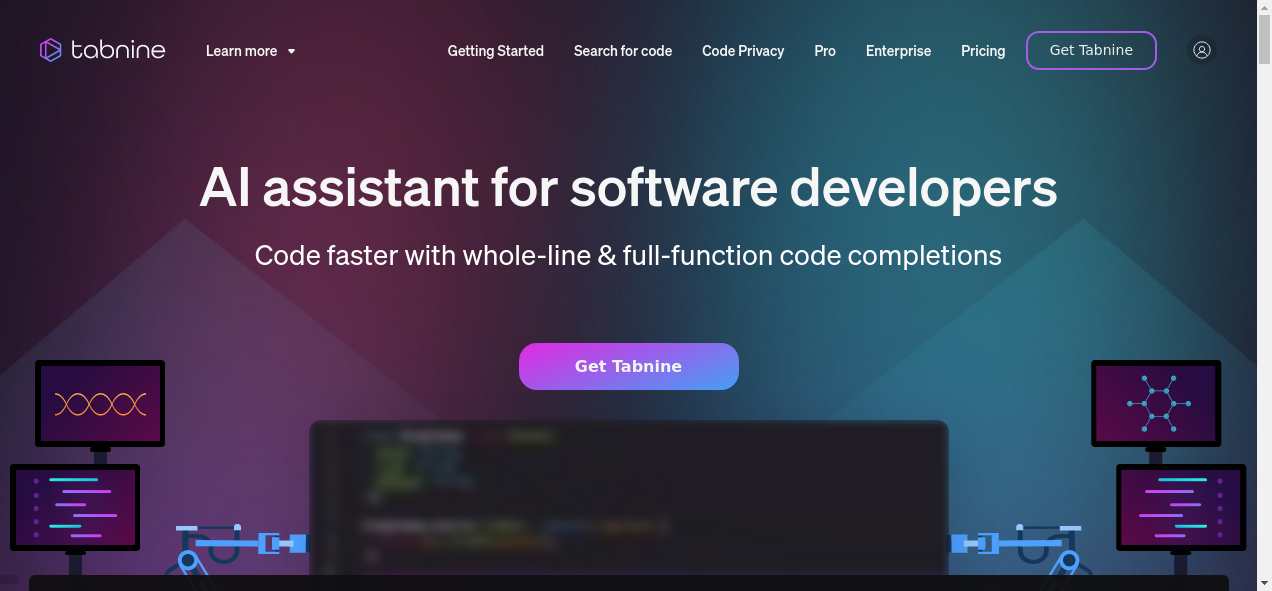 tabnine
Learn more
Getting Started
Search for code
Code Privacy
Pro
Enterprise
Pricing
Get Tabnine
AI assistant for software developers
Code faster with whole-line & full-function code completions
Get Tabnine